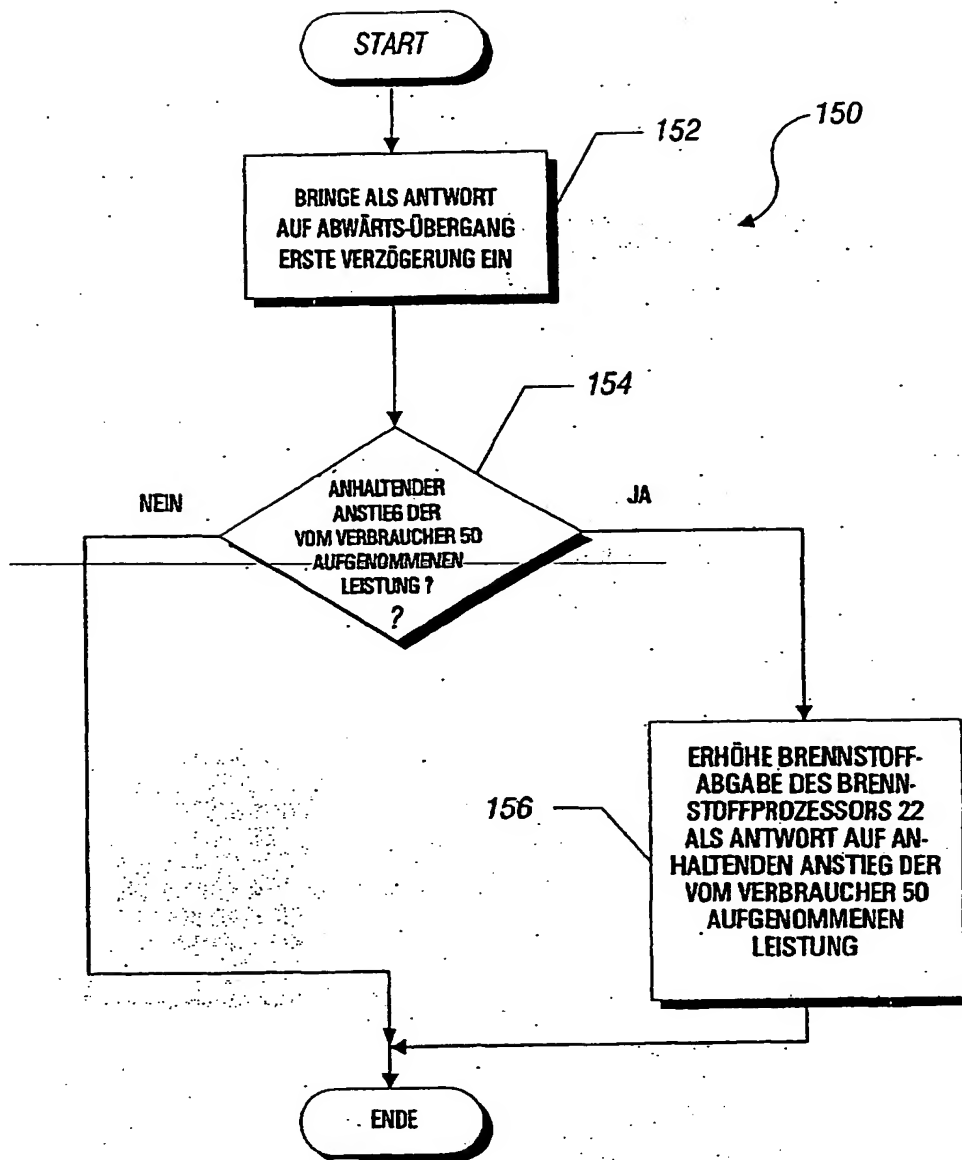 START
150
152
BRINGE ALS ANTWORT
AUF ABWÄRTS-ÜBERGANG
ERSTE VERZÖGERUNG EIN
154
NEIN
ANHALTENDER
ANSTIEG DER
VOM VERBRAUCHER 50
AUFGENOMMENEN
LEISTUNG ?
?
JA
156
ERHÖHE BRENNSTOFF-
ABGABE DES BRENN-
STOFFPROZESSORS 22
ALS ANTWORT AUF AN-
HALTENDEN ANSTIEG DER
VOM VERBRAUCHER 50
AUFGENOMMENEN
LEISTUNG
ENDE